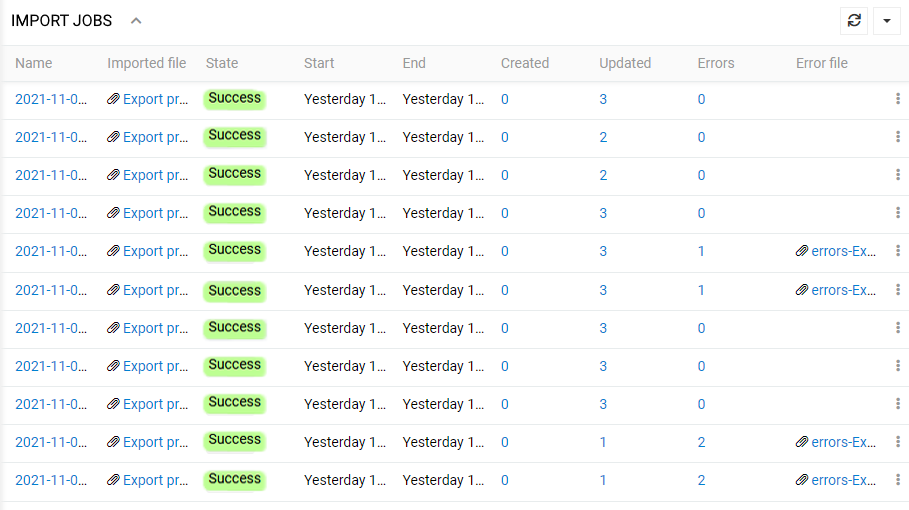 IMPORT JOBS
Name Imported file State Start End Created Updated Errors Error file
2021-11-0... Export pr... Success Yesterday 1... Yesterday 1... 0 3 0
2021-11-0... Export pr... Success Yesterday 1... Yesterday 1... 0 2 0
2021-11-0... Export pr... Success Yesterday 1... Yesterday 1... 0 2 0
2021-11-0... Export pr... Success Yesterday 1... Yesterday 1... 0 3 0
2021-11-0... Export pr... Success Yesterday 1... Yesterday 1... 0 3 1 errors-Ex...
2021-11-0... Export pr... Success Yesterday 1... Yesterday 1... 0 3 1 errors-Ex...
2021-11-0... Export pr... Success Yesterday 1... Yesterday 1... 0 3 0
2021-11-0... Export pr... Success Yesterday 1... Yesterday 1... 0 3 0
2021-11-0... Export pr... Success Yesterday 1... Yesterday 1... 0 3 0
2021-11-0... Export pr... Success Yesterday 1... Yesterday 1... 0 1 2 errors-Ex...
2021-11-0... Export pr... Success Yesterday 1... Yesterday 1... 0 1 2 errors-Ex...